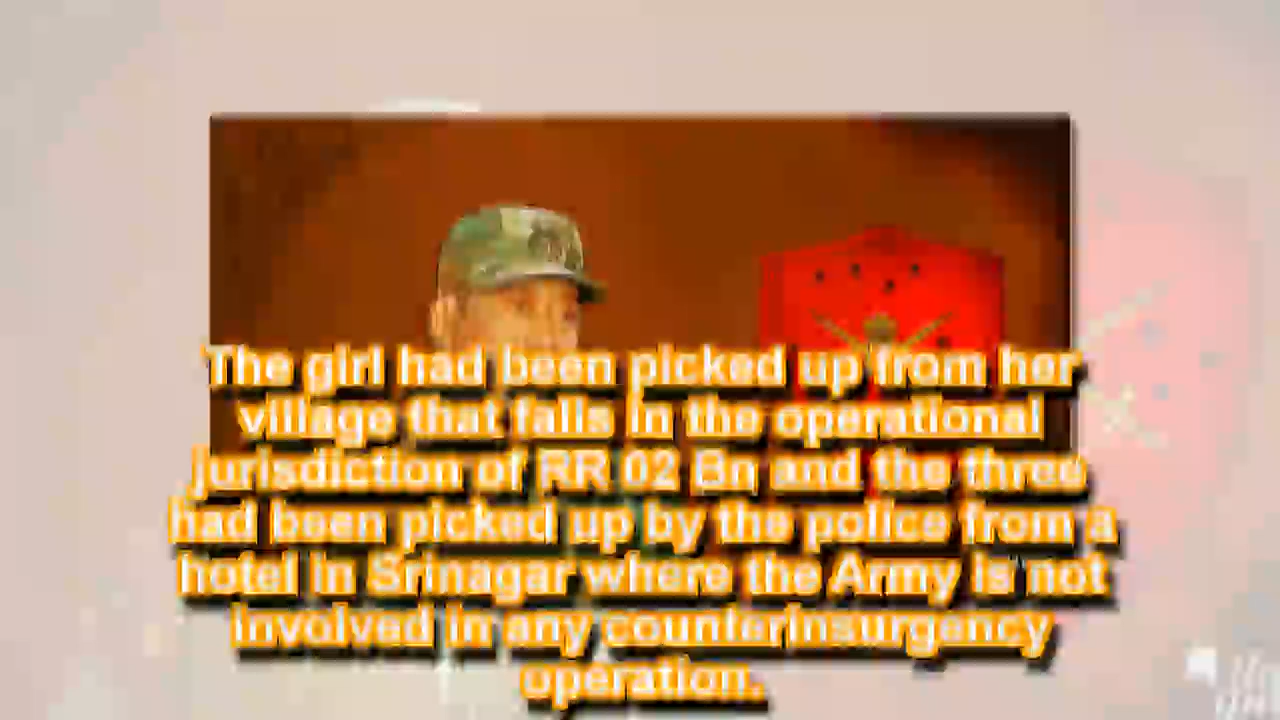 The girl had been picked up from her
village that falls in the operational
jurisdiction of RR 02 Bn and the three
had been picked up by the police from a
hotel in Srinagar where the Army is not
involved in any counterinsurgency
operation.